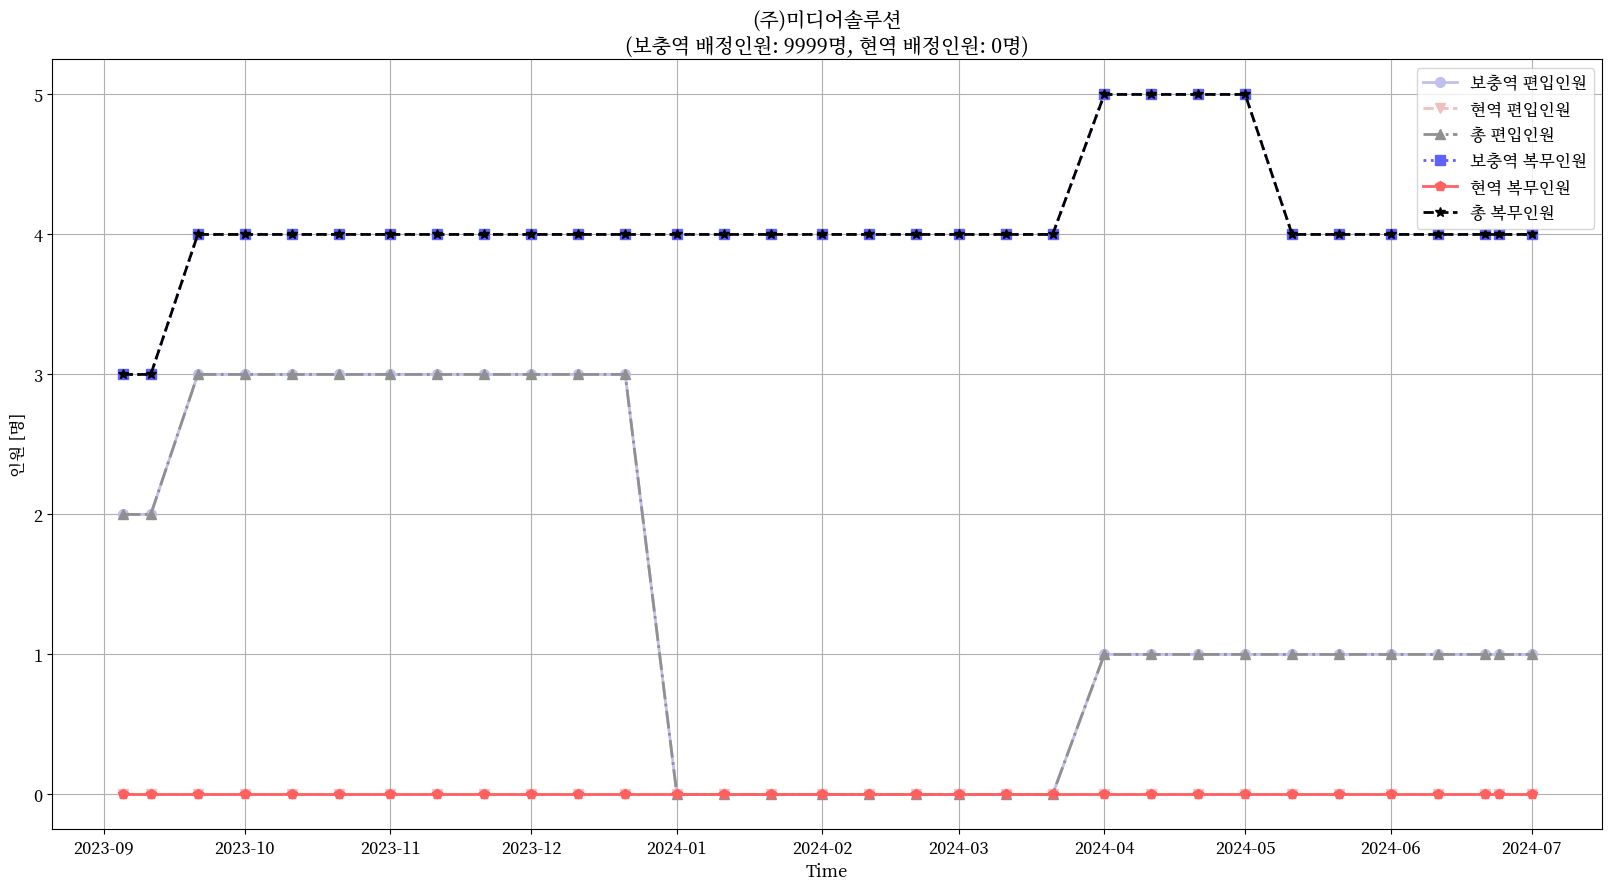 (주)미디어솔루션
(보충역 배정인원: 9999명, 현역 배정인원: 0명)
보충역 편입인원
현역 편입인원
총 편입인원
보충역 복무인원
현역 복무인원
총 복무인원
인원 [명]
5
4
3
2
1
0
2023-09 2023-10 2023-11 2023-12 2024-01 2024-02 2024-03 2024-04 2024-05 2024-06 2024-07
Time